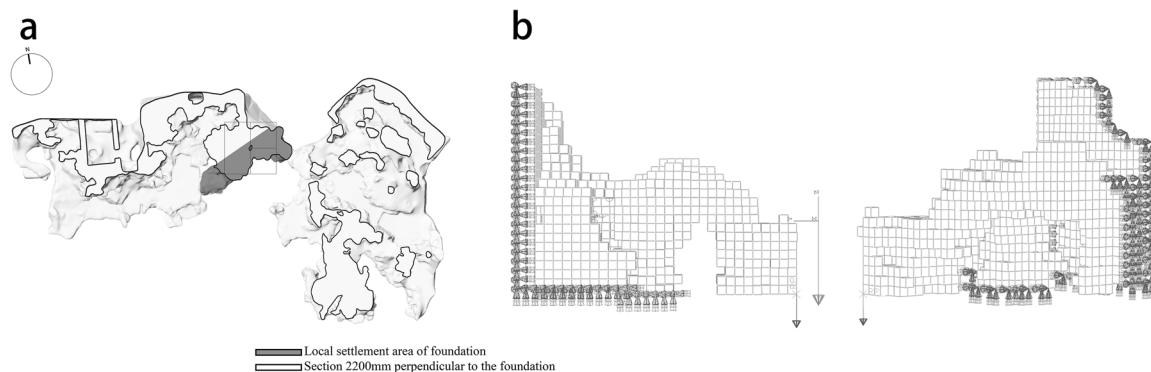 a
b
N
Local settlement area of foundation
Section 2200mm perpendicular to the foundation